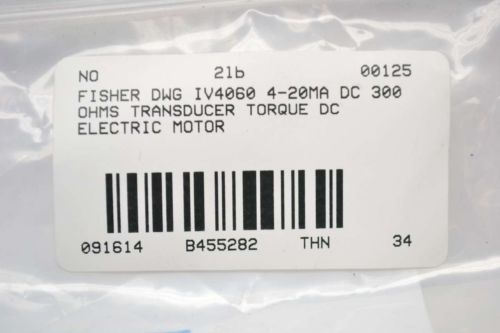 NO 2lb 00125
FISHER DWG IV4060 4-20MA DC 300
OHMS TRANSDUCER TORQUE DC
ELECTRIC MOTOR
091614 B455282 THN 34